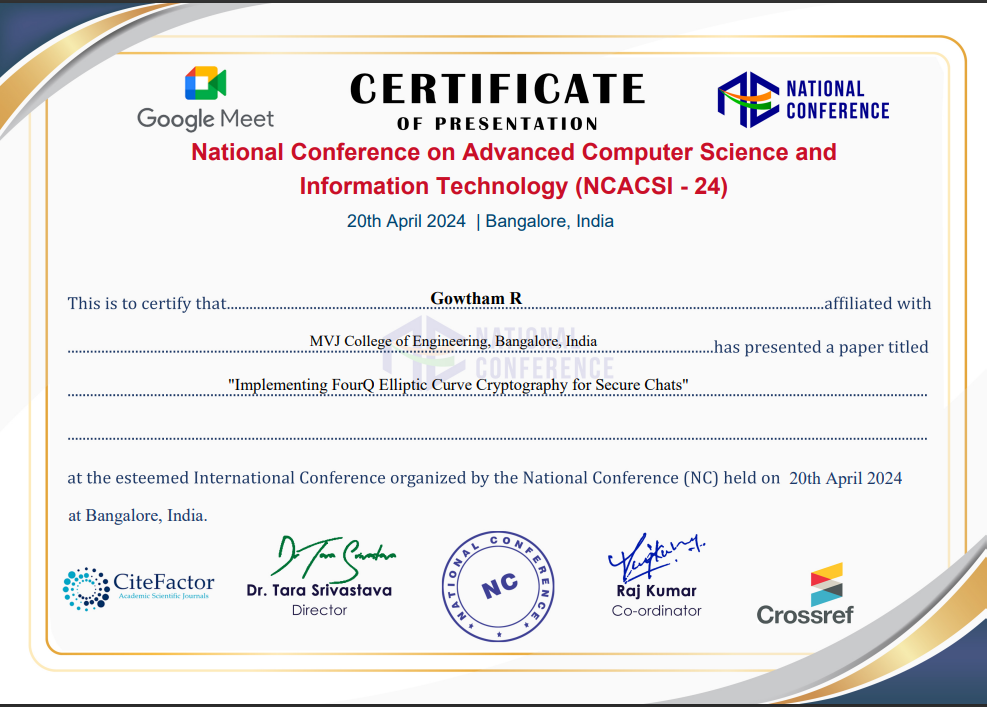 Google Meet
CERTIFICATE
OF PRESENTATION
NATIONAL
CONFERENCE
National Conference on Advanced Computer Science and
Information Technology (NCACSI - 24)
20th April 2024 | Bangalore, India
This is to certify that Gowtham R affiliated with
MVJ College of Engineering, Bangalore, India has presented a paper titled
NATIONAL
CONFERENCE
"Implementing FourQ Elliptic Curve Cryptography for Secure Chats"
at the esteemed International Conference organized by the National Conference (NC) held on 20th April 2024
at Bangalore, India.
CiteFactor
Academic Scientific Journals
Dr. Tara Srivastava
Dr. Tara Srivastava
Director
NATIONAL CONFERENCE
NC
Raj Kumar
Co-ordinator
Crossref